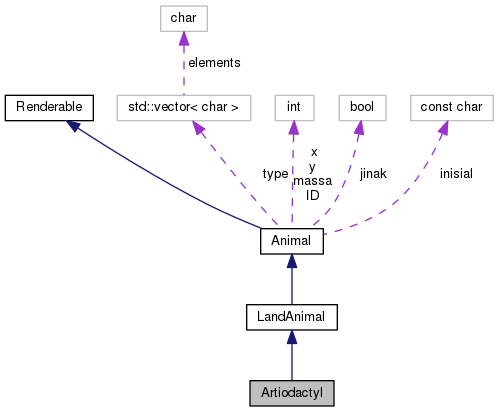 char
elements
Renderable
std::vector< char >
int
bool
const char
x
y
type
massa
jinak
inisial
ID
Animal
LandAnimal
Artiodactyl